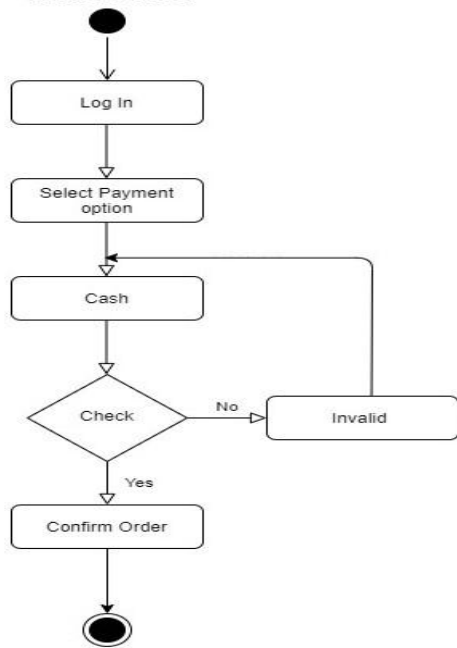 Log In
Select Payment
option
Cash
Check
No
Invalid
Yes
Confirm Order